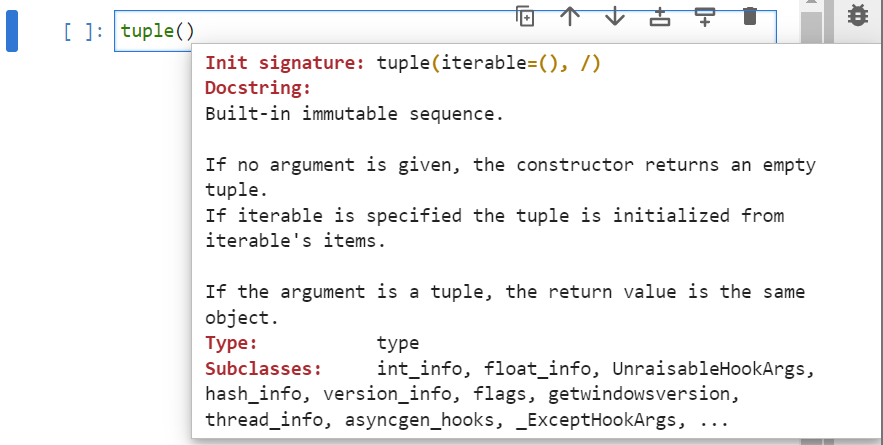 [ ]: tuple()
Init signature: tuple(iterable=(), /)
Docstring:
Built-in immutable sequence.
If no argument is given, the constructor returns an empty
tuple.
If iterable is specified the tuple is initialized from
iterable's items.
If the argument is a tuple, the return value is the same
object.
Type: type
Subclasses: int_info, float_info, UnraisableHookArgs,
hash_info, version_info, flags, getwindowsversion,
thread_info, asyncgen_hooks, _ExceptHookArgs, ...